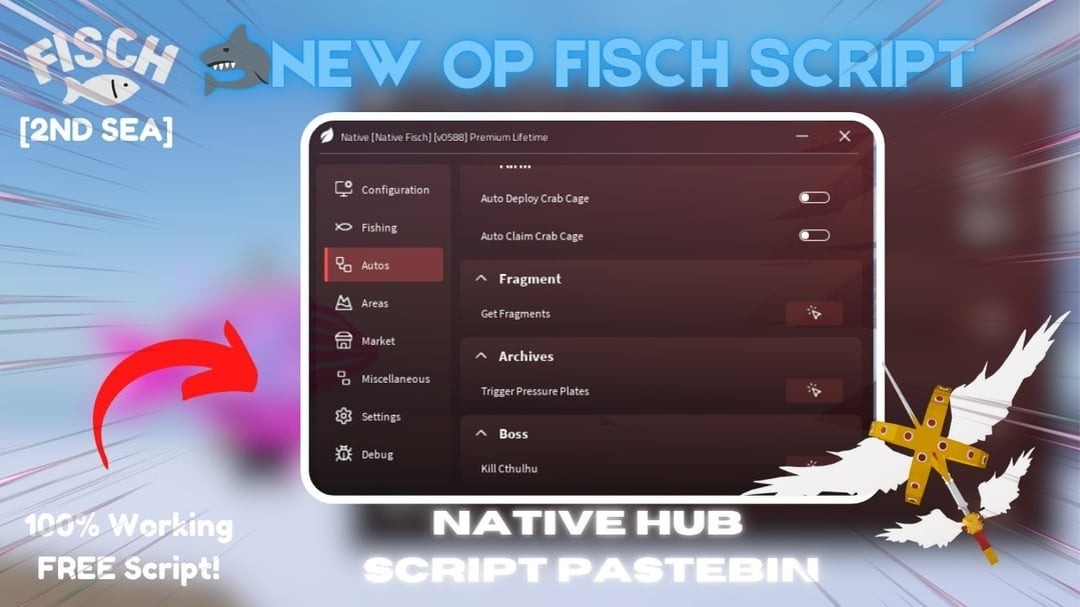 FISCH
[2ND SEA]
NEW OP FISCH SCRIPT
Native [Native Fisch] [v0588] Premium Lifetime
Configuration
Fishing
Autos
Areas
Market
Miscellaneous
Settings
Debug
Farm
Auto Deploy Crab Cage
Auto Claim Crab Cage
Fragment
Get Fragments
Archives
Trigger Pressure Plates
Boss
Kill Cthulhu
100% Working
FREE Script!
NATIVE HUB
SCRIPT PASTEBIN